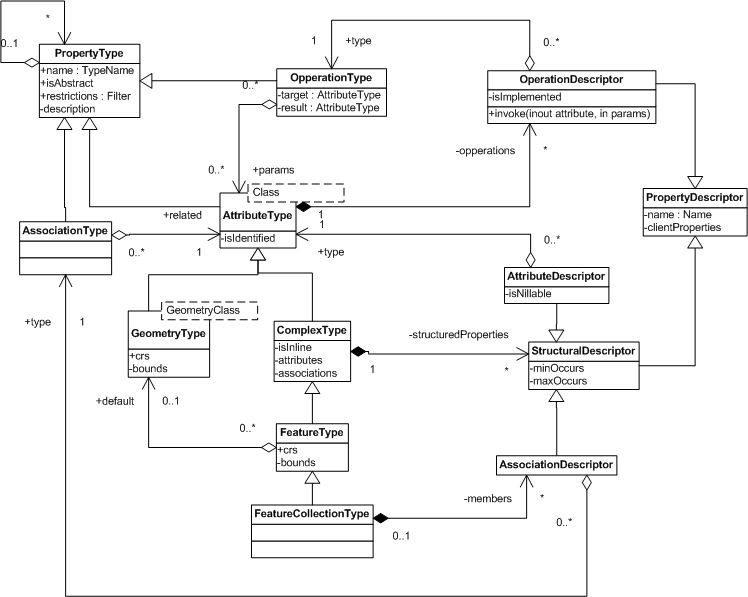 *
0..1
PropertyType
+name : TypeName
+isAbstract
+restrictions : Filter
-description
0..*
OpperationType
-target : AttributeType
-result : AttributeType
1
+type
0..*
OperationDescriptor
-isImplemented
+invoke(inout attribute, in params)
0..*
+params
-opperations
*
Class
+related
AttributeType
-isIdentified
1
1
+type
PropertyDescriptor
-name : Name
-clientProperties
AssociationType
0..*
1
0..*
AttributeDescriptor
-isNillable
GeometryClass
GeometryType
+crs
-bounds
ComplexType
-isInline
-attributes
-associations
-structuredProperties
1
*
StructuralDescriptor
-minOccurs
-maxOccurs
+type
1
+default
0..1
0..*
FeatureType
+crs
-bounds
AssociationDescriptor
FeatureCollectionType
-members
*
0..1
0..*